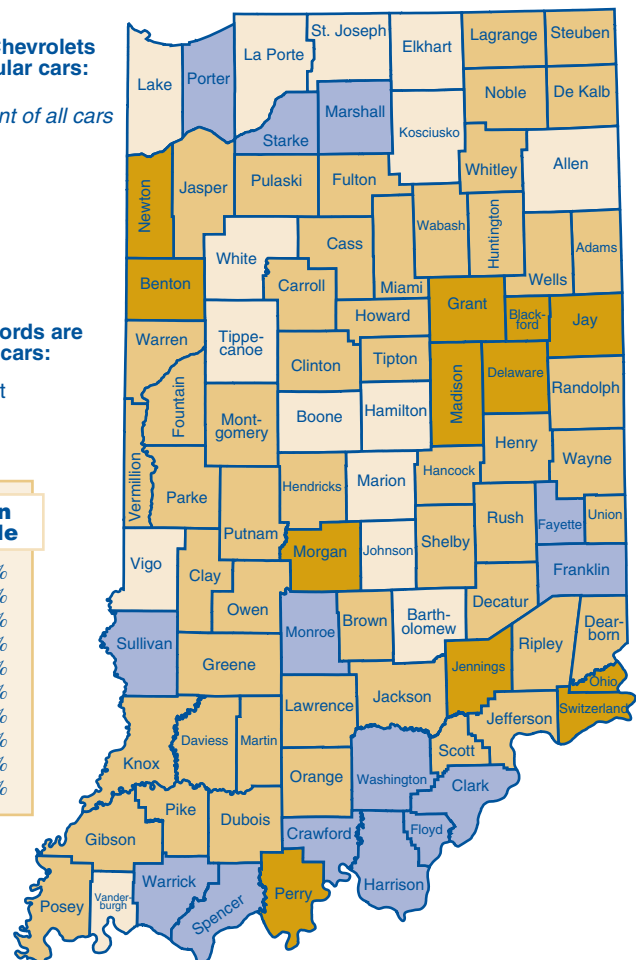 Chevrolets
ular cars:
nt of all cars
ords are
cars:
t
n
le
%
%
%
%
%
%
%
%
%
%
St. Joseph
La Porte
Elkhart
Lagrange
Steuben
Lake
Porter
Noble
De Kalb
Marshall
Starke
Kosciusko
Whitley
Allen
Newton
Jasper
Pulaski
Fulton
Wabash
Huntington
White
Cass
Adams
Benton
Carroll
Miami
Wells
Grant
Black-
ford
Jay
Howard
Warren
Tippe-
canoe
Clinton
Tipton
Madison
Delaware
Randolph
Fountain
Mont-
gomery
Boone
Hamilton
Henry
Wayne
Vermillion
Parke
Hendricks
Marion
Hancock
Putnam
Rush
Fayette
Union
Morgan
Johnson
Shelby
Vigo
Clay
Franklin
Owen
Monroe
Brown
Barth-
olomew
Decatur
Sullivan
Greene
Ripley
Dear-
born
Jennings
Ohio
Lawrence
Jackson
Jefferson
Switzerland
Knox
Daviess
Martin
Scott
Orange
Washington
Clark
Pike
Dubois
Gibson
Crawford
Floyd
Warrick
Harrison
Posey
Vander-
burgh
Spencer
Perry